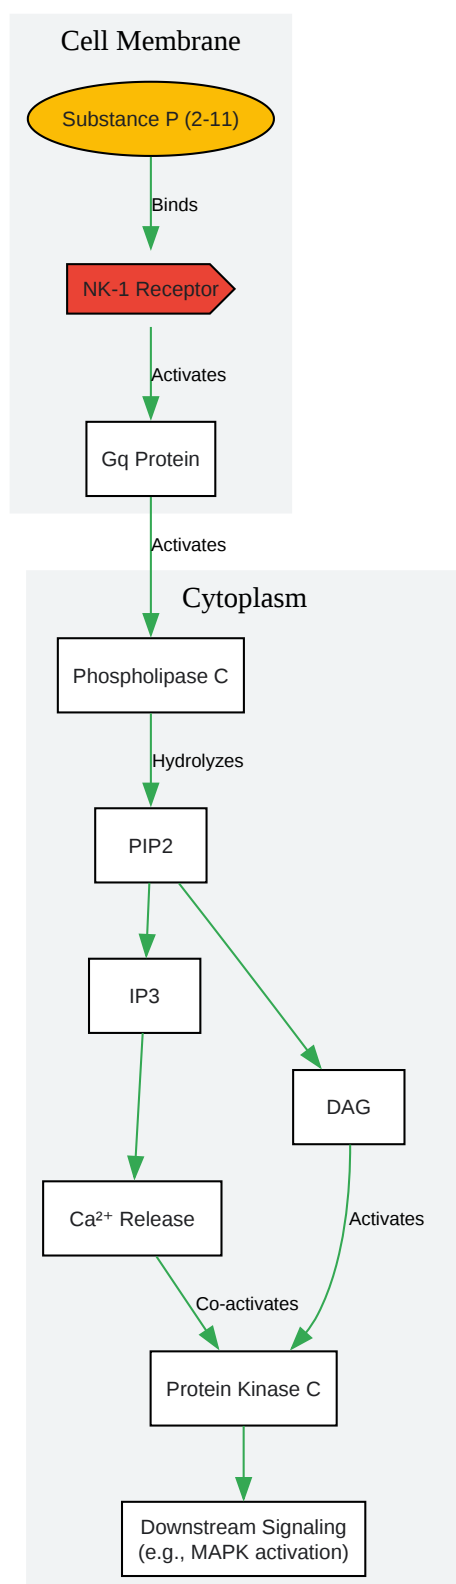 Cell Membrane
Substance P (2-11)
Binds
NK-1 Receptor
Activates
Gq Protein
Activates
Cytoplasm
Phospholipase C
Hydrolyzes
PIP2
IP3
DAG
Ca²⁺ Release
Activates
Co-activates
Protein Kinase C
Downstream Signaling
(e.g., MAPK activation)